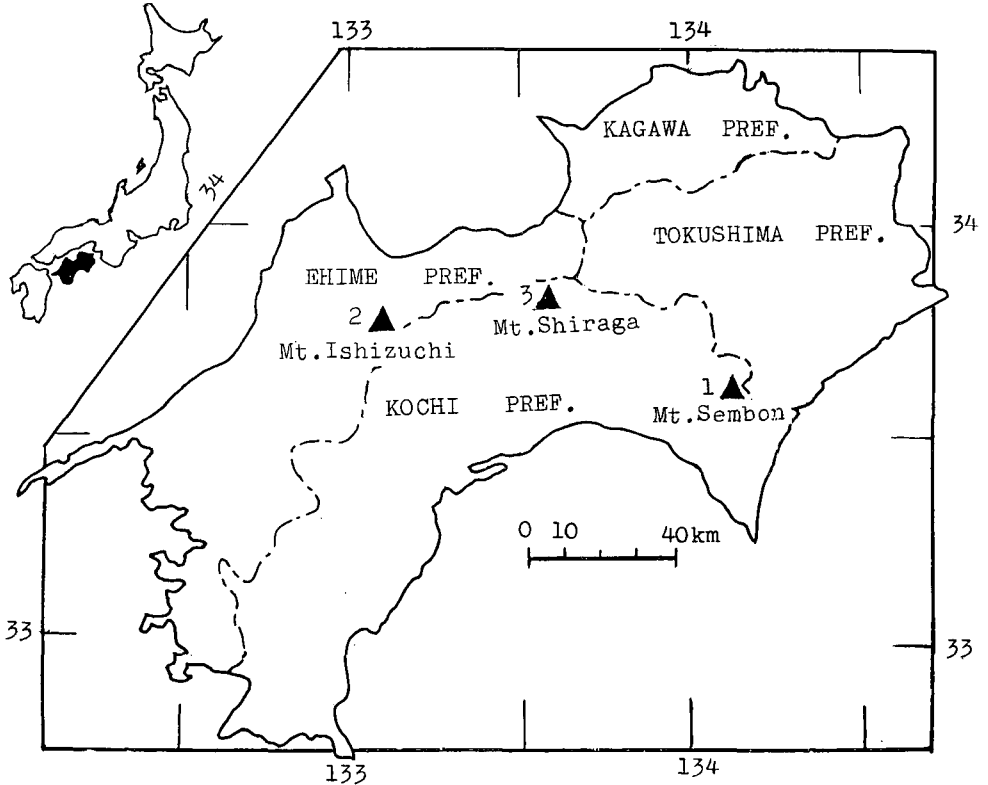 133 134
KAGAWA PREF.
34
TOKUSHIMA PREF.
34
EHIME PREF.
3
Mt.Shiraga
2
Mt.Ishizuchi
1
Mt.Sembon
KOCHI PREF.
0 10 40km
33
33
133 134